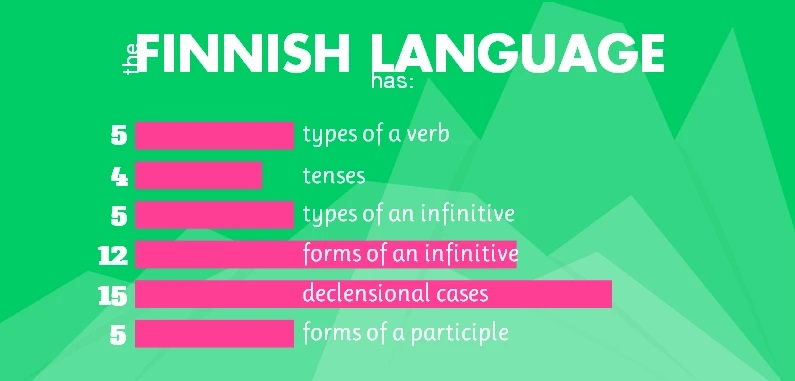 the FINNISH LANGUAGE
has:
5 types of a verb
4 tenses
5 types of an infinitive
12 forms of an infinitive
15 declensional cases
5 forms of a participle